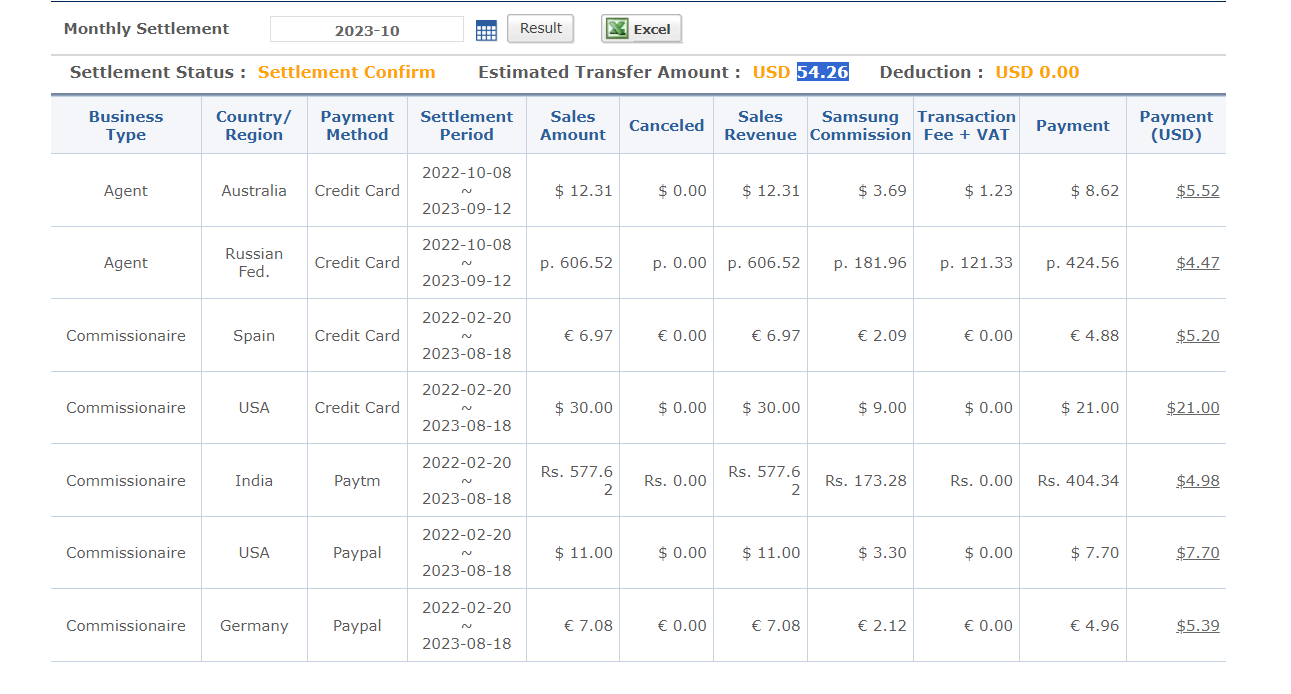 Monthly Settlement 2023-10 Result Excel
Settlement Status : Settlement Confirm Estimated Transfer Amount : USD 54.26 Deduction : USD 0.00
Business Type Country/ Region Payment Method Settlement Period Sales Amount Canceled Sales Revenue Samsung Commission Transaction Fee + VAT Payment Payment (USD)
Agent Australia Credit Card 2022-10-08 ~ 2023-09-12 $ 12.31 $ 0.00 $ 12.31 $ 3.69 $ 1.23 $ 8.62 $5.52
Agent Russian Fed. Credit Card 2022-10-08 ~ 2023-09-12 p. 606.52 p. 0.00 p. 606.52 p. 181.96 p. 121.33 p. 424.56 $4.47
Commissionaire Spain Credit Card 2022-02-20 ~ 2023-08-18 € 6.97 € 0.00 € 6.97 € 2.09 € 0.00 € 4.88 $5.20
Commissionaire USA Credit Card 2022-02-20 ~ 2023-08-18 $ 30.00 $ 0.00 $ 30.00 $ 9.00 $ 0.00 $ 21.00 $21.00
Commissionaire India Paytm 2022-02-20 ~ 2023-08-18 Rs. 577.62 Rs. 0.00 Rs. 577.62 Rs. 173.28 Rs. 0.00 Rs. 404.34 $4.98
Commissionaire USA Paypal 2022-02-20 ~ 2023-08-18 $ 11.00 $ 0.00 $ 11.00 $ 3.30 $ 0.00 $ 7.70 $7.70
Commissionaire Germany Paypal 2022-02-20 ~ 2023-08-18 € 7.08 € 0.00 € 7.08 € 2.12 € 0.00 € 4.96 $5.39